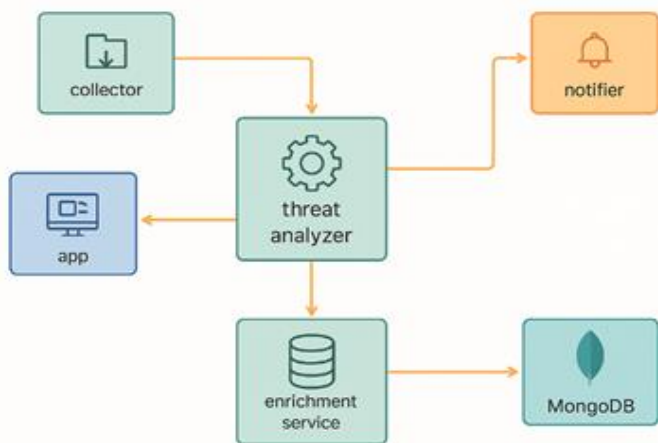 collector
notifier
threat
analyzer
app
enrichment
service
MongoDB